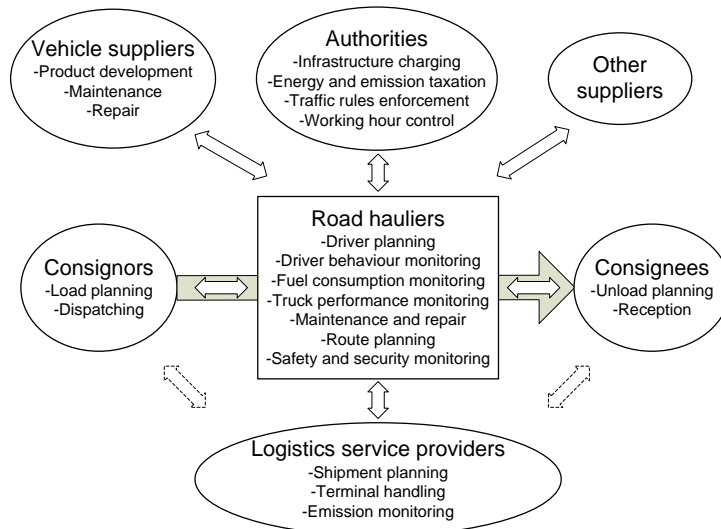 Vehicle suppliers
-Product development
-Maintenance
-Repair
Authorities
-Infrastructure charging
-Energy and emission taxation
-Traffic rules enforcement
-Working hour control
Other
suppliers
Consignors
-Load planning
-Dispatching
Road hauliers
-Driver planning
-Driver behaviour monitoring
-Fuel consumption monitoring
-Truck performance monitoring
-Maintenance and repair
-Route planning
-Safety and security monitoring
Consignees
-Unload planning
-Reception
Logistics service providers
-Shipment planning
-Terminal handling
-Emission monitoring